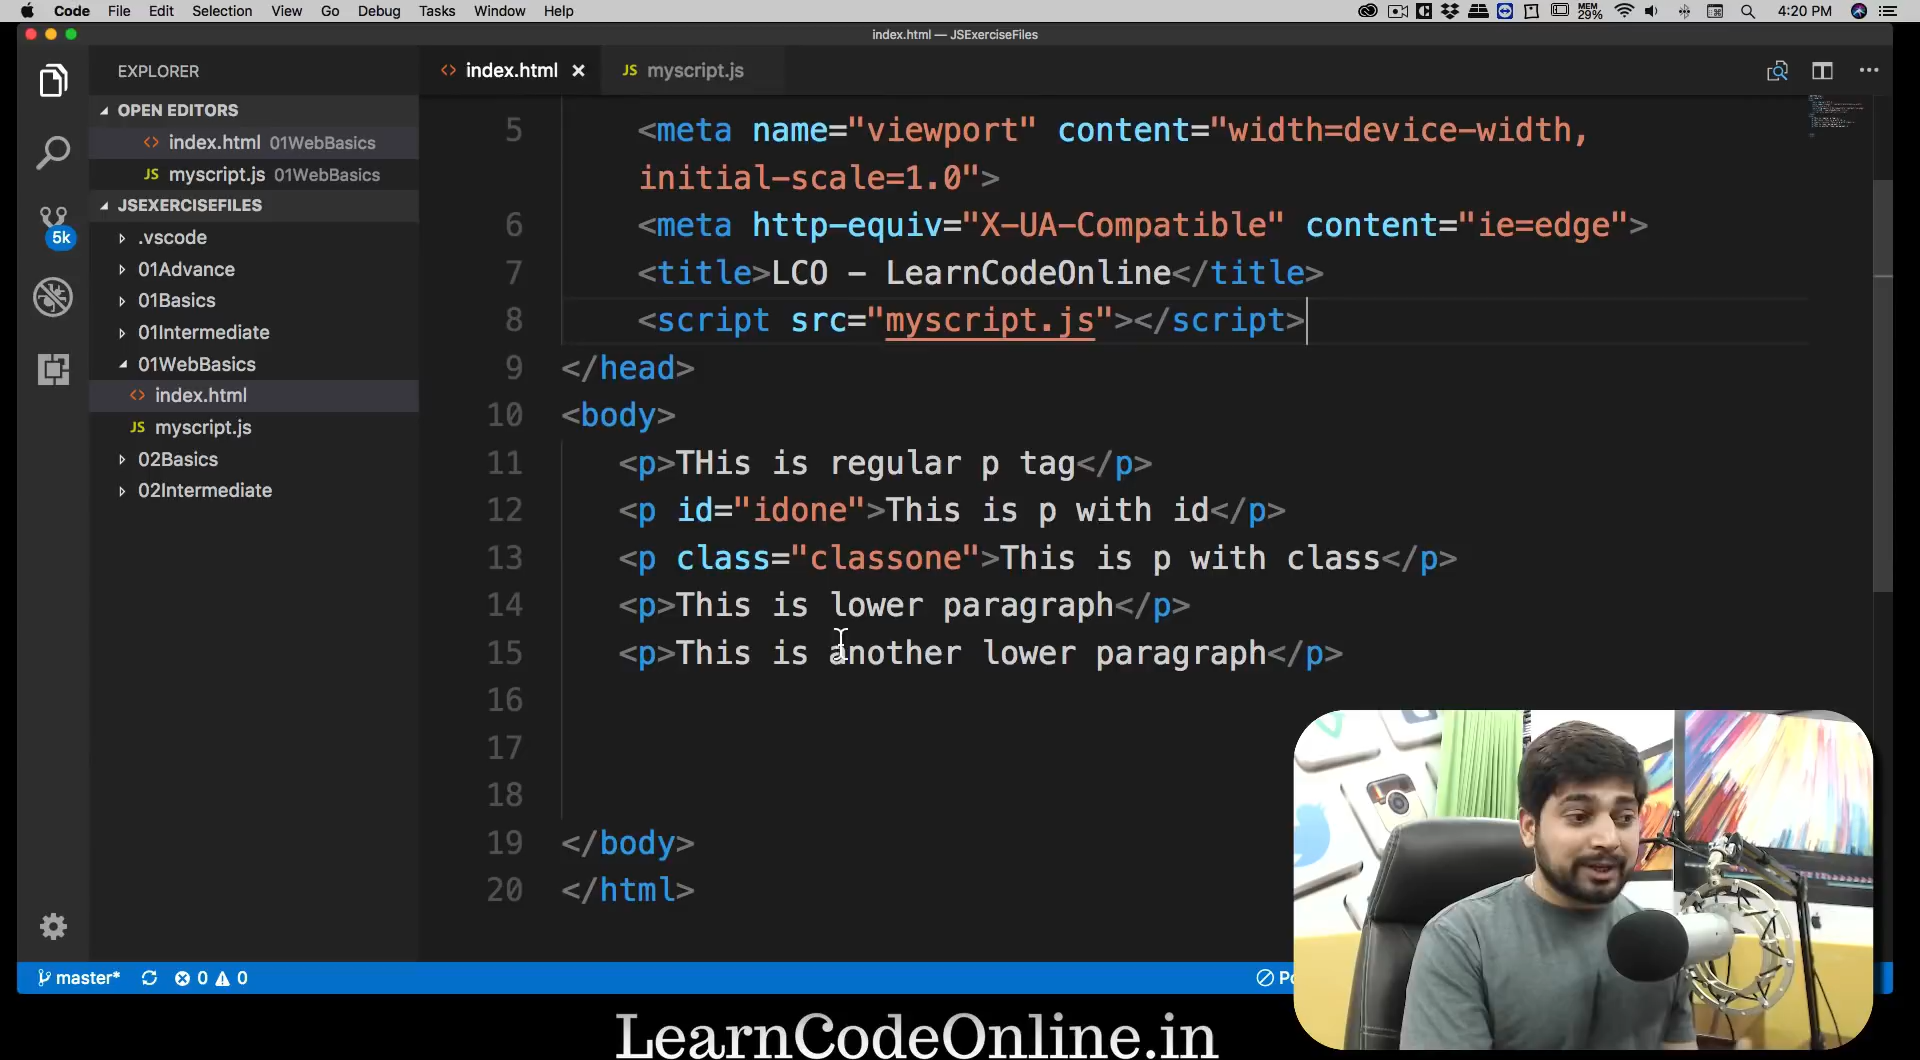 Code File Edit Selection View Go Debug Tasks Window Help MEM 29% 4:20 PM
index.html — JSExerciseFiles
EXPLORER
index.html
JS myscript.js
OPEN EDITORS
index.html 01WebBasics
JS myscript.js 01WebBasics
JSEXERCISEFILES
.vscode
01Advance
01Basics
01Intermediate
01WebBasics
index.html
JS myscript.js
02Basics
02Intermediate
5k
5 <meta name="viewport" content="width=device-width,
initial-scale=1.0">
6 <meta http-equiv="X-UA-Compatible" content="ie=edge">
7 <title>LCO - LearnCodeOnline</title>
8 <script src="myscript.js"></script>
9 </head>
10 <body>
11 <p>THis is regular p tag</p>
12 <p id="idone">This is p with id</p>
13 <p class="classone">This is p with class</p>
14 <p>This is lower paragraph</p>
15 <p>This is another lower paragraph</p>
16
17
18
19 </body>
20 </html>
master* 0 0
LearnCodeOnline.in